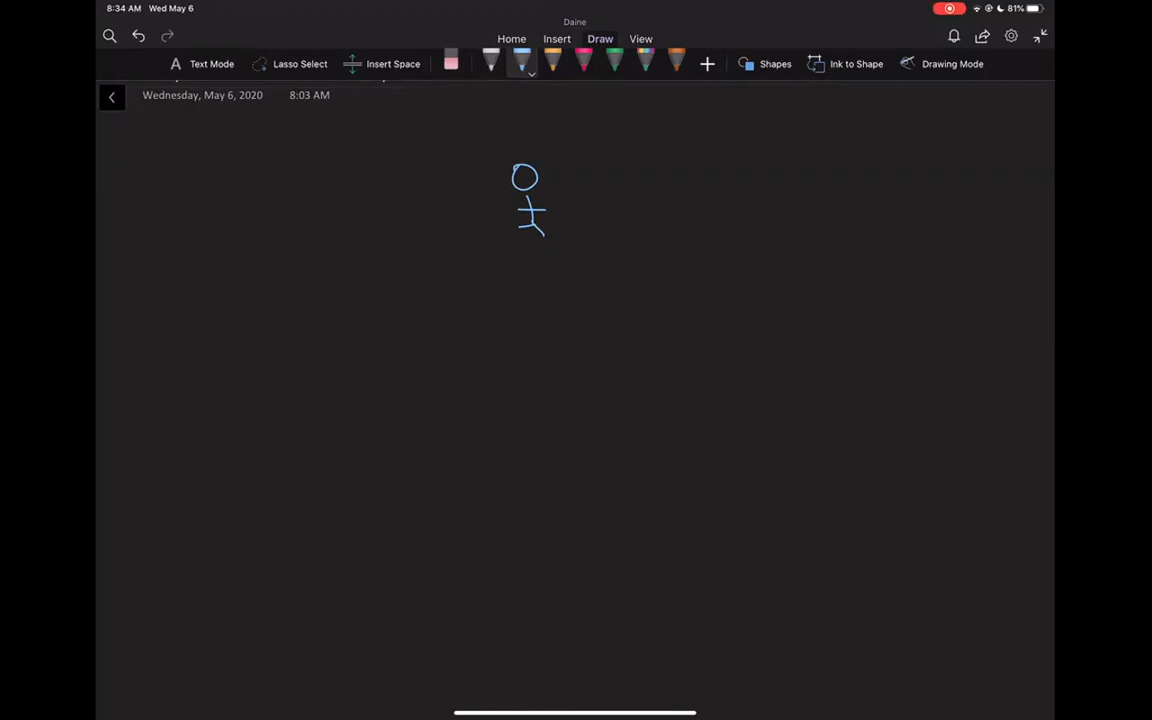 8:34 AM Wed May 6 81%
Daine
Home Insert Draw View
A Text Mode Lasso Select Insert Space Shapes Ink to Shape Drawing Mode
Wednesday, May 6, 2020 8:03 AM